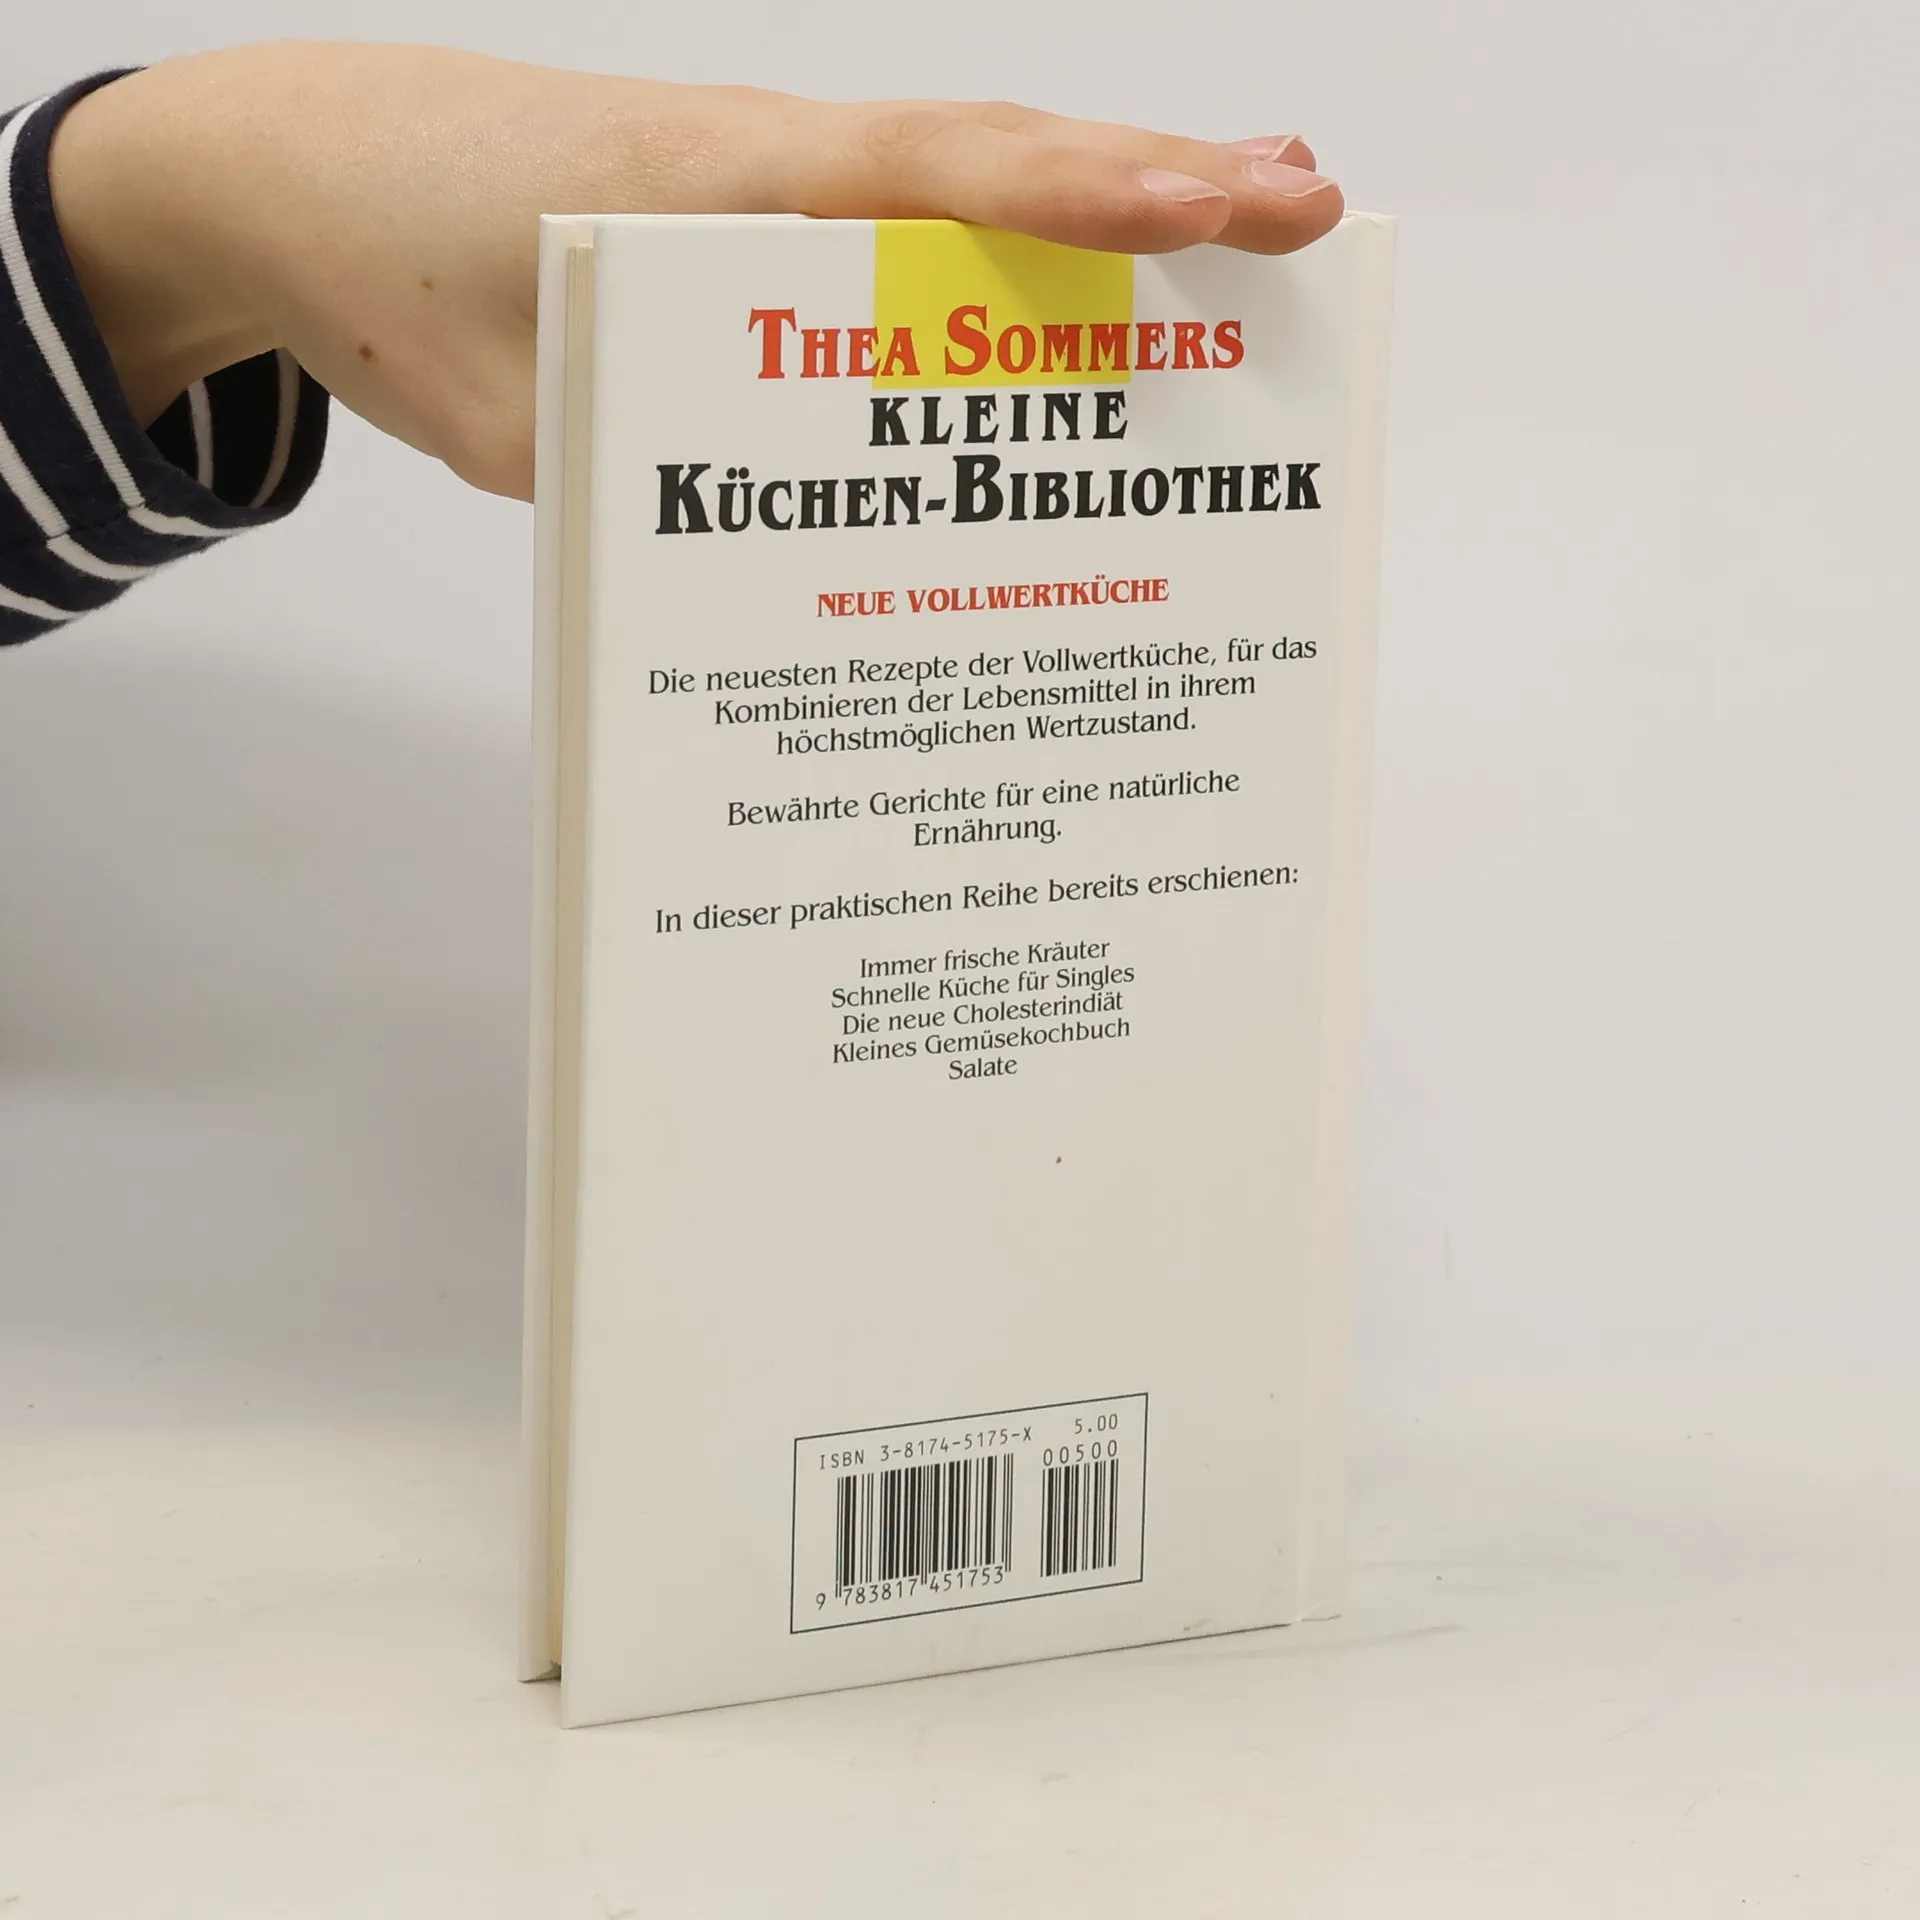 THEA SOMMERS
KLEINE
KÜCHEN-BIBLIOTHEK
NEUE VOLLWERTKÜCHE
Die neuesten Rezepte der Vollwertküche, für das
Kombinieren der Lebensmittel in ihrem
höchstmöglichen Wertzustand.
Bewährte Gerichte für eine natürliche
Ernährung.
In dieser praktischen Reihe bereits erschienen:
Immer frische Kräuter
Schnelle Küche für Singles
Die neue Cholesterindiät
Kleines Gemüsekochbuch
Salate
ISBN 3-8174-5175-X 5.00
00500
9 783817 451753